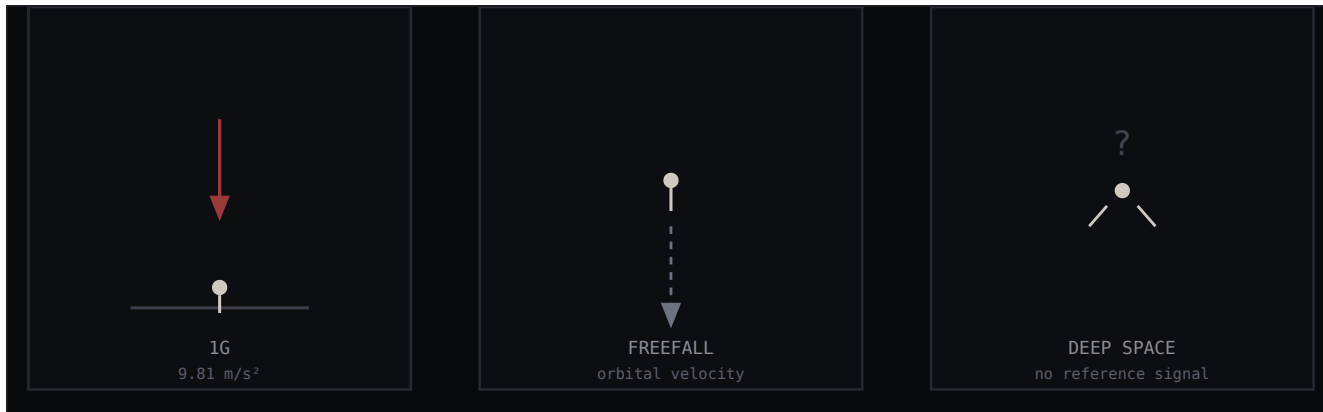 1G
9.81 m/s²
FREEFALL
orbital velocity
?
DEEP SPACE
no reference signal